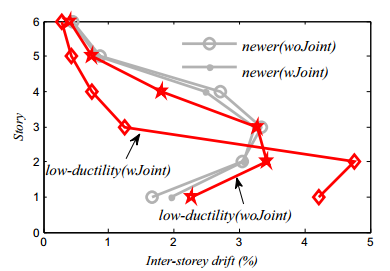 6
5
4
3
2
1
0
Story
newer(woJoint)
newer(wJoint)
low-ductility(wJoint)
low-ductility(woJoint)
0 1 2 3 4 5
Inter-storey drift (%)